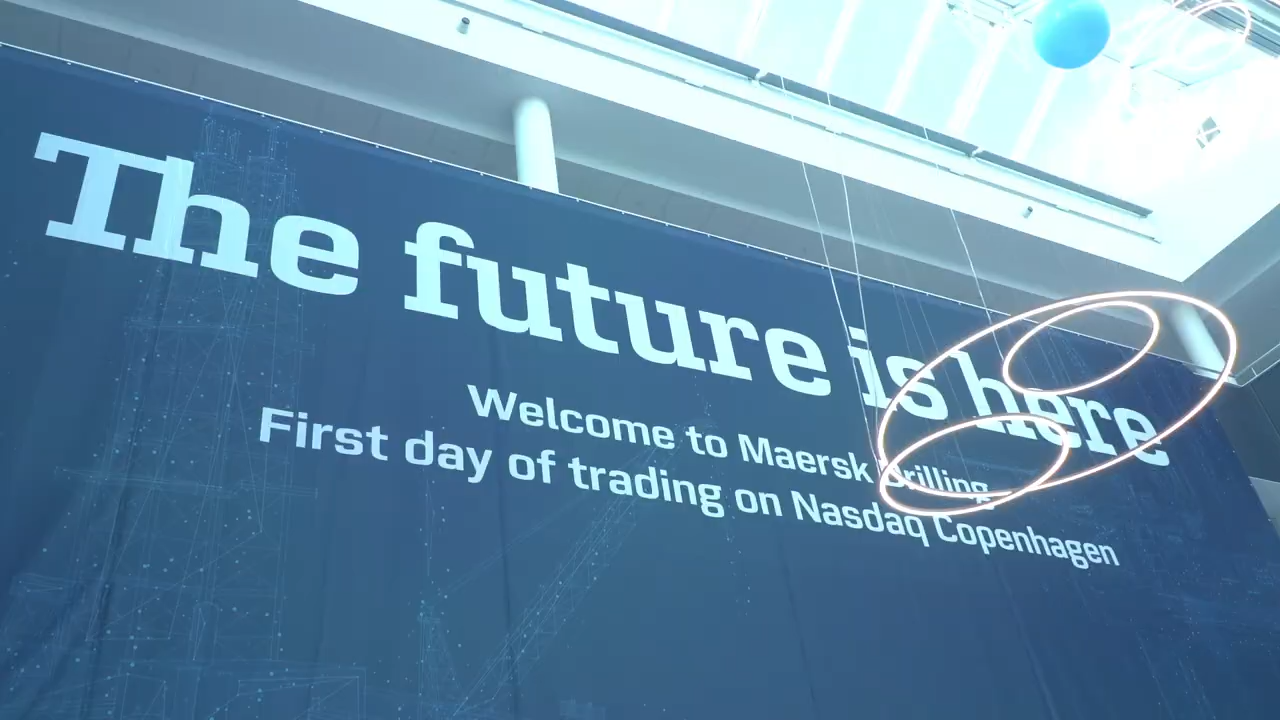 The future is here
Welcome to Maersk Drilling
First day of trading on Nasdaq Copenhagen